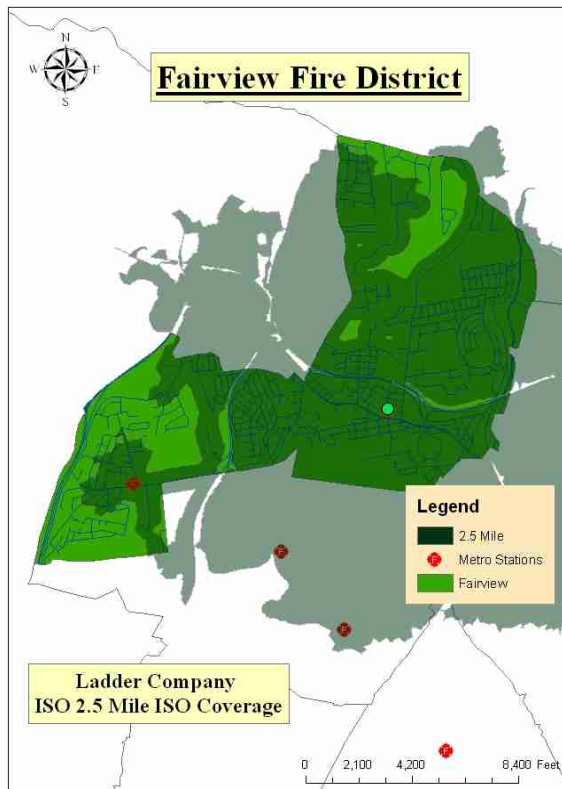 N
W E
S
Fairview Fire District
Legend
2.5 Mile
F Metro Stations
Fairview
F
F
F
F
Ladder Company
ISO 2.5 Mile ISO Coverage
0 2,100 4,200 8,400 Feet